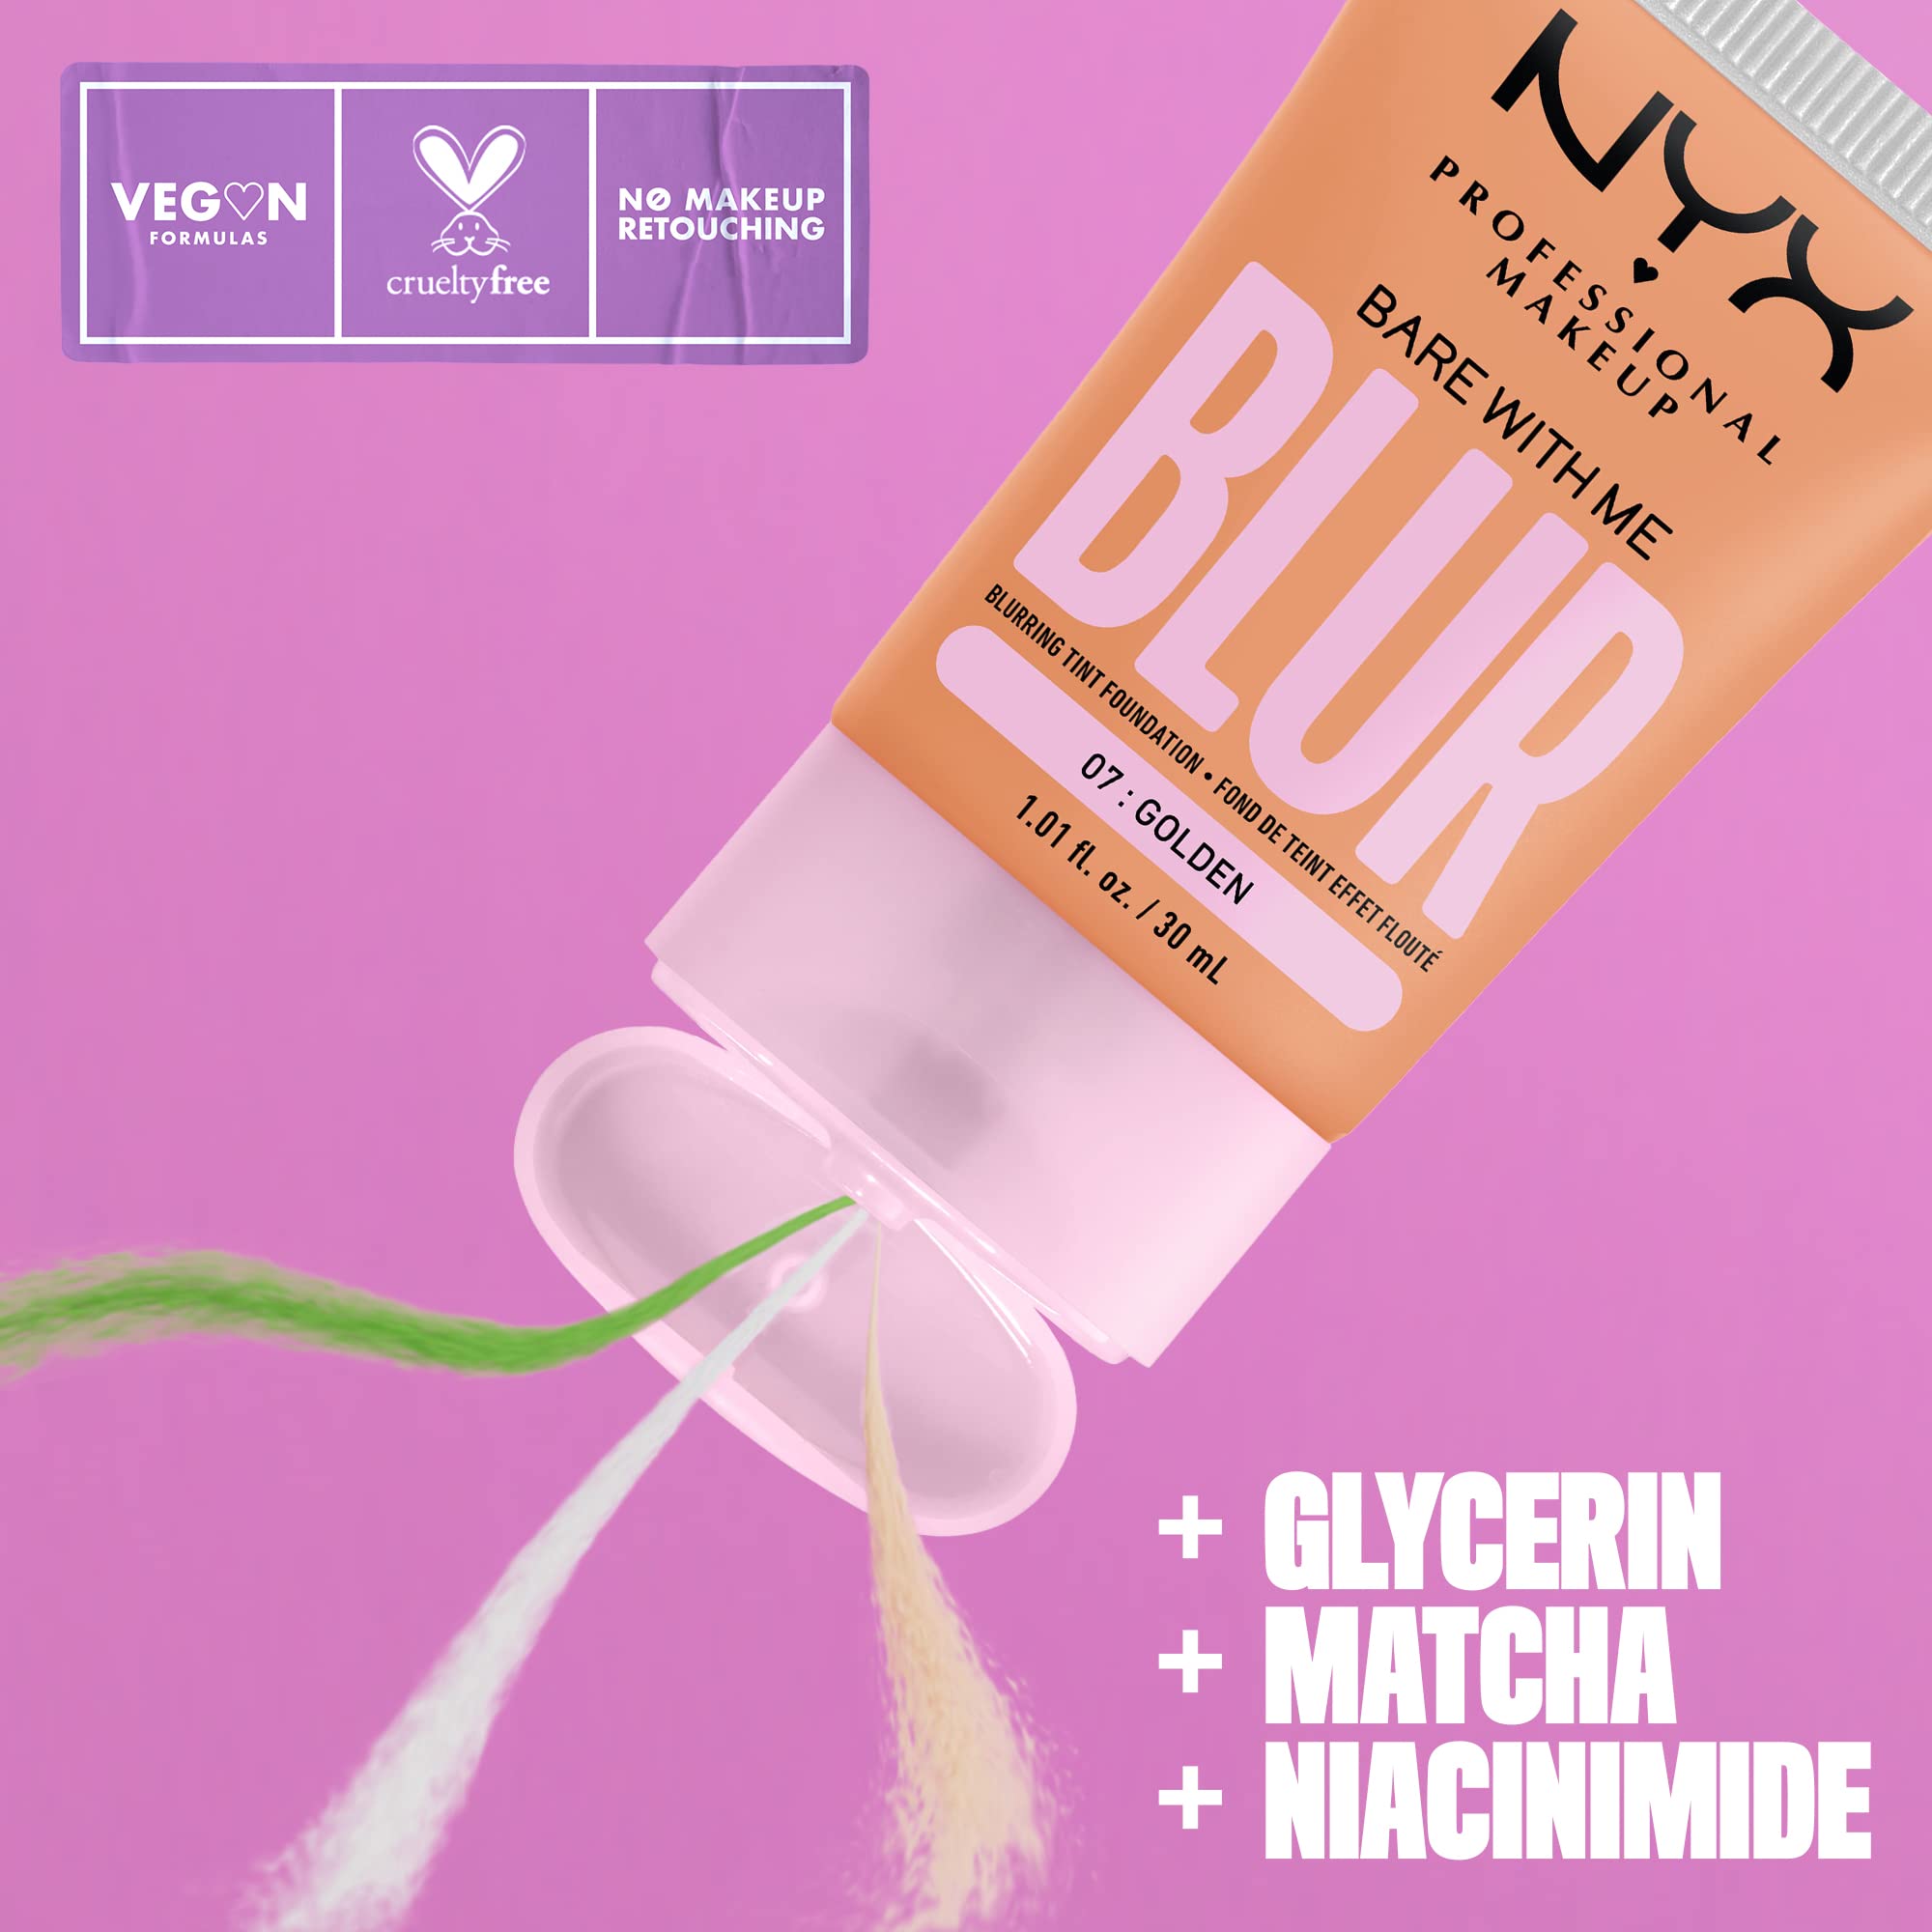 VEGAN
FORMULAS
crueltyfree
NO MAKEUP
RETOUCHING
NYX
PROFESSIONAL
MAKEUP
BARE WITH ME
BLUR
BLURRING TINT FOUNDATION • FOND DE TEINT EFFET FLOUTÉ
07 : GOLDEN
1.01 fl. oz. / 30 mL
+ GLYCERIN
+ MATCHA
+ NIACINIMIDE